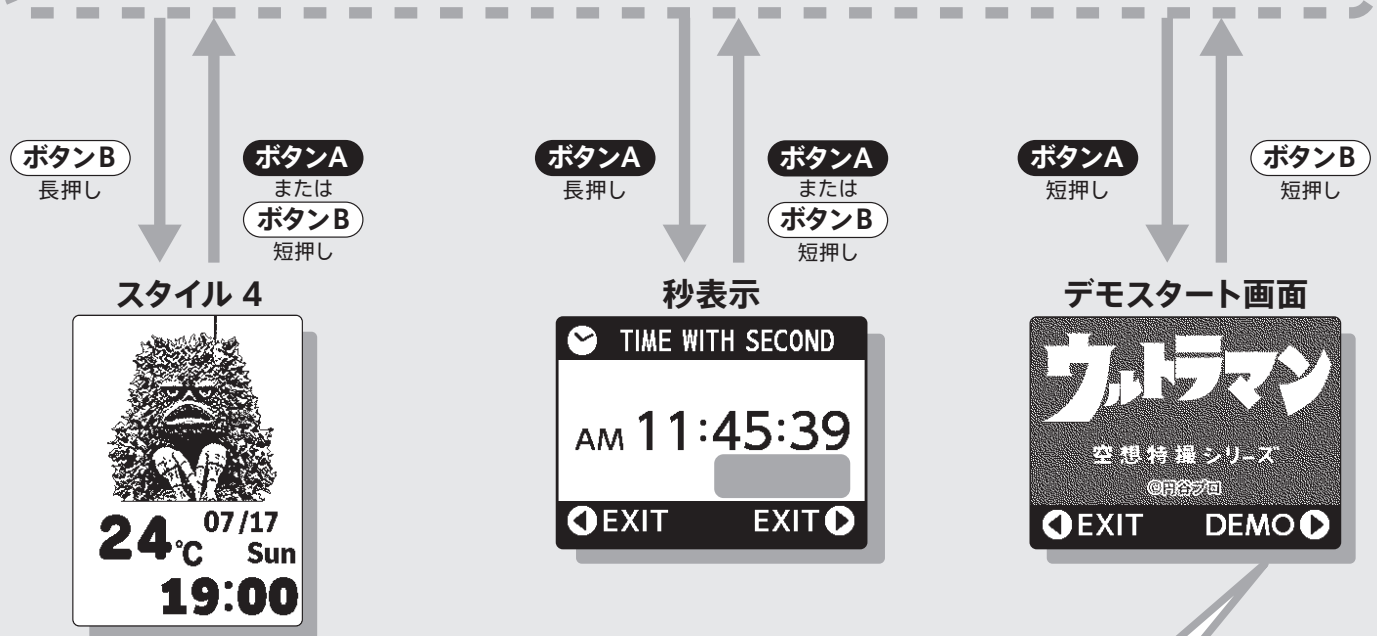 ボタンB
長押し
ボタンA
または
ボタンB
短押し
ボタンA
長押し
ボタンA
または
ボタンB
短押し
ボタンA
短押し
ボタンB
短押し
スタイル 4
24℃
07/17
Sun
19:00
秒表示
TIME WITH SECOND
AM 11:45:39
EXIT
EXIT
デモスタート画面
ウルトラマン
空想特撮シリーズ
©円谷プロ
EXIT
DEMO